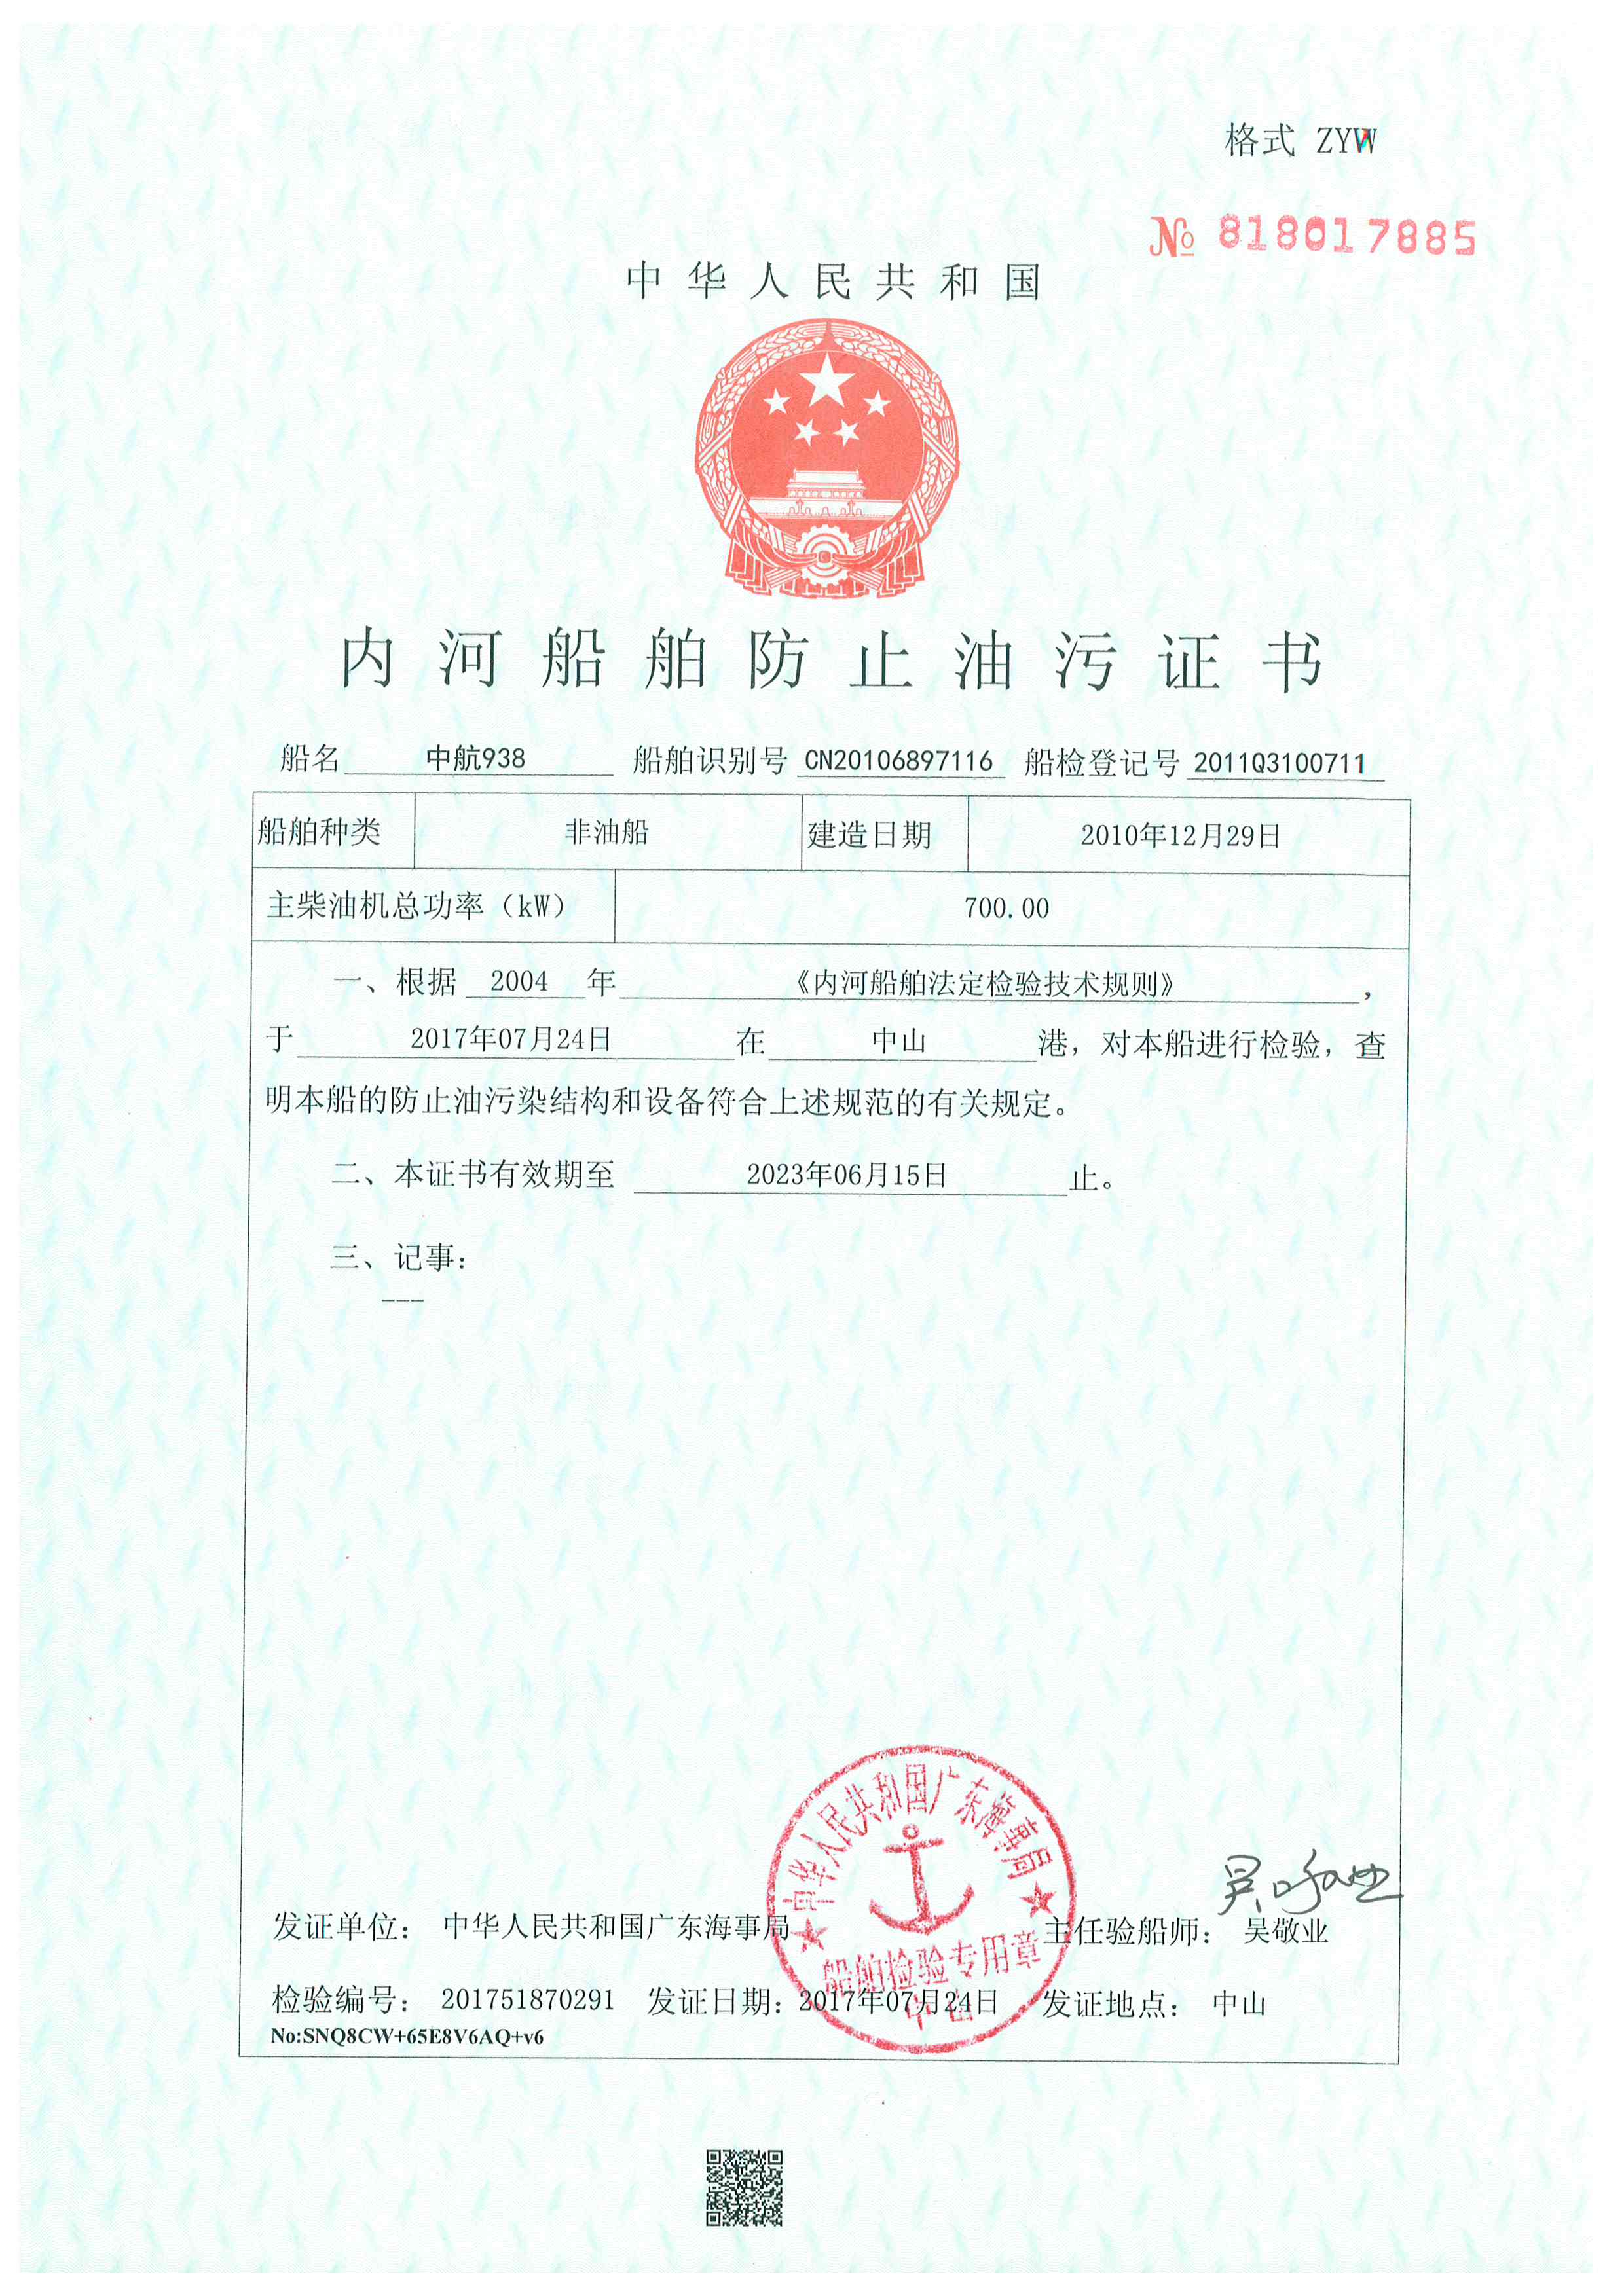 格式 ZYW
№ 818017885
中华人民共和国
内河船舶防止油污证书
船名 中航938 船舶识别号 CN20106897116 船检登记号 2011Q3100711
船舶种类 非油船 建造日期 2010年12月29日
主柴油机总功率（kW） 700.00
一、根据 2004 年 《内河船舶法定检验技术规则》，
于 2017年07月24日 在 中山 港，对本船进行检验，查
明本船的防止油污染结构和设备符合上述规范的有关规定。
二、本证书有效期至 2023年06月15日 止。
三、记事：
---
中华人民共和国广东海事局
船舶检验专用章
中山
吴敬业
发证单位： 中华人民共和国广东海事局 主任验船师： 吴敬业
检验编号： 201751870291 发证日期：2017年07月24日 发证地点： 中山
No:SNQ8CW+65E8V6AQ+v6